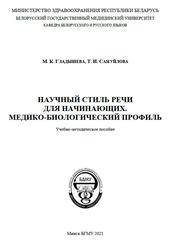 МИНИСТЕРСТВО ЗДРАВООХРАНЕНИЯ РЕСПУБЛИКИ БЕЛАРУСЬ
БЕЛОРУССКИЙ ГОСУДАРСТВЕННЫЙ МЕДИЦИНСКИЙ УНИВЕРСИТЕТ
КАФЕДРА БЕЛОРУССКОГО И РУССКОГО ЯЗЫКОВ
М. К. ГЛАДЫШЕВА, Т. Н. САМУЙЛОВА
НАУЧНЫЙ СТИЛЬ РЕЧИ
ДЛЯ НАЧИНАЮЩИХ.
МЕДИКО-БИОЛОГИЧЕСКИЙ ПРОФИЛЬ
Учебно-методическое пособие
Минск БГМУ 2021